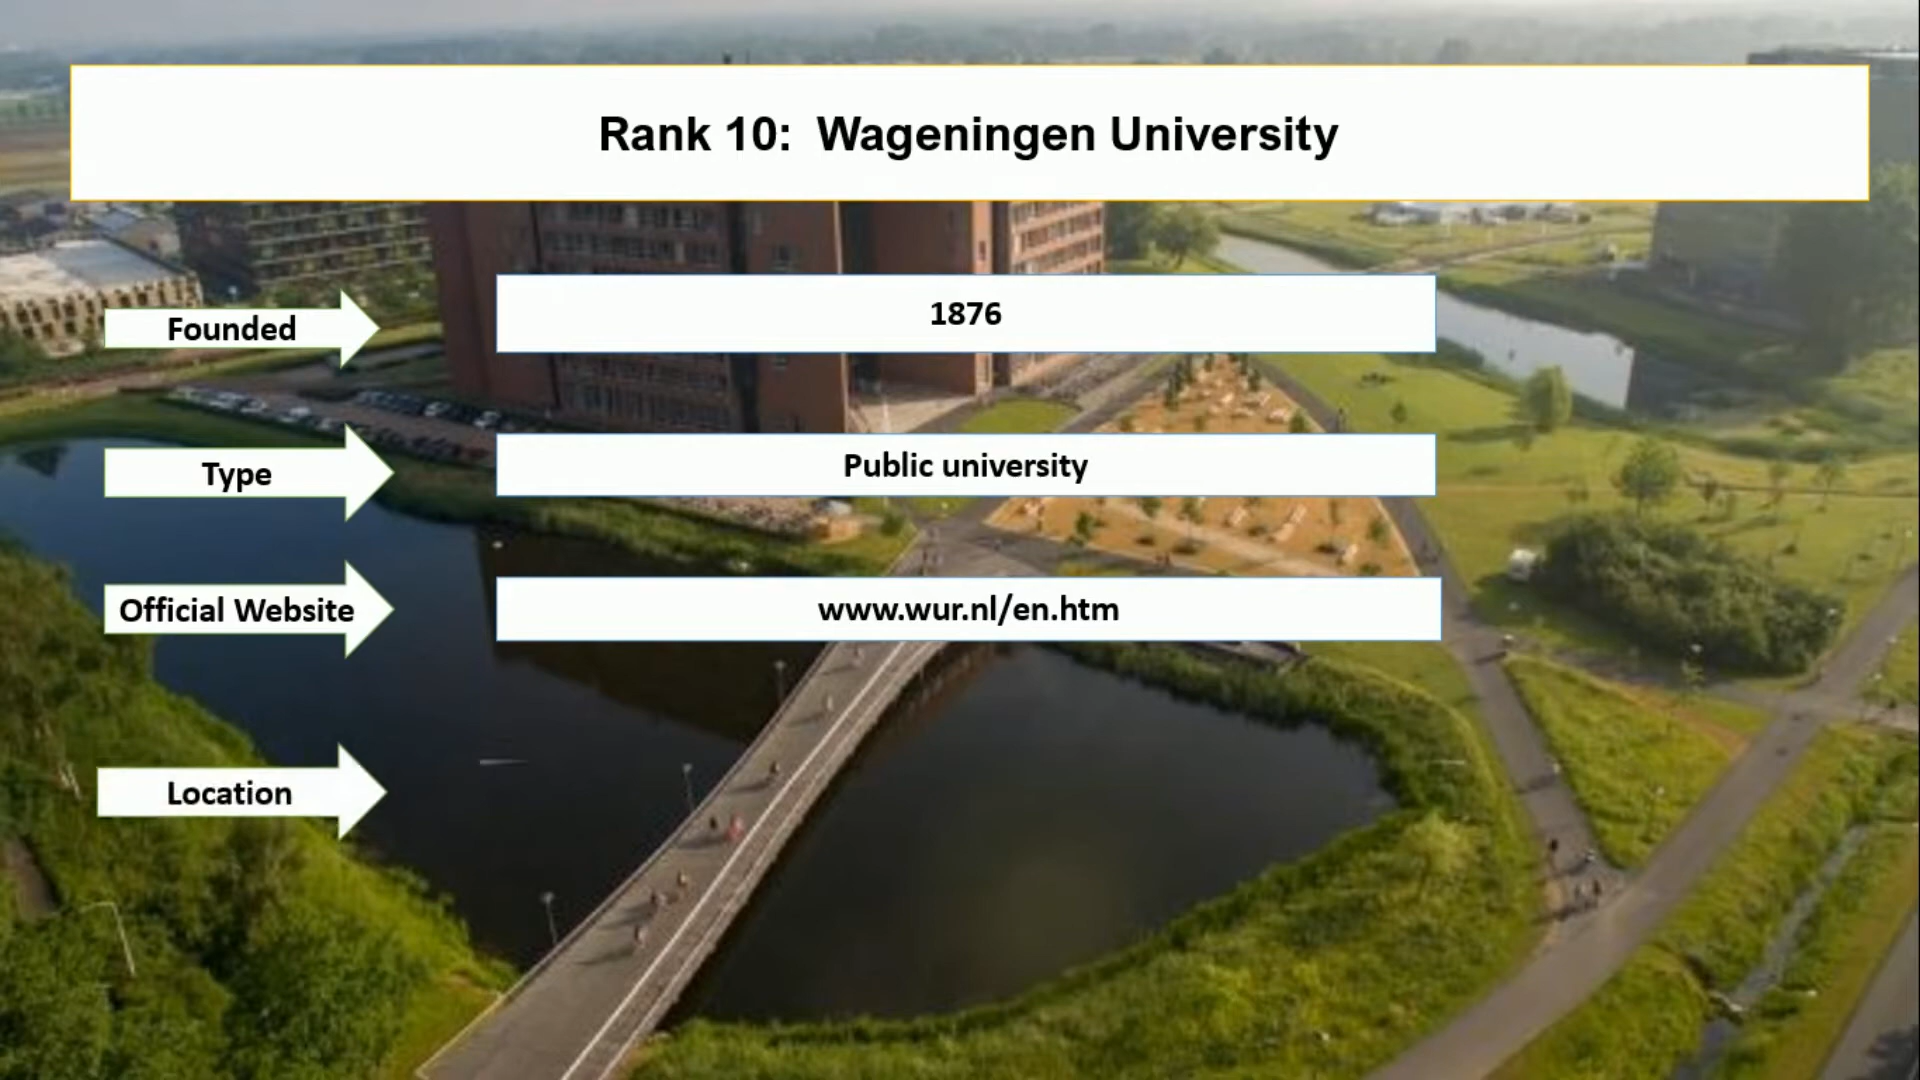 Rank 10:  Wageningen University
Founded
1876
Type
Public university
Official Website
www.wur.nl/en.htm
Location